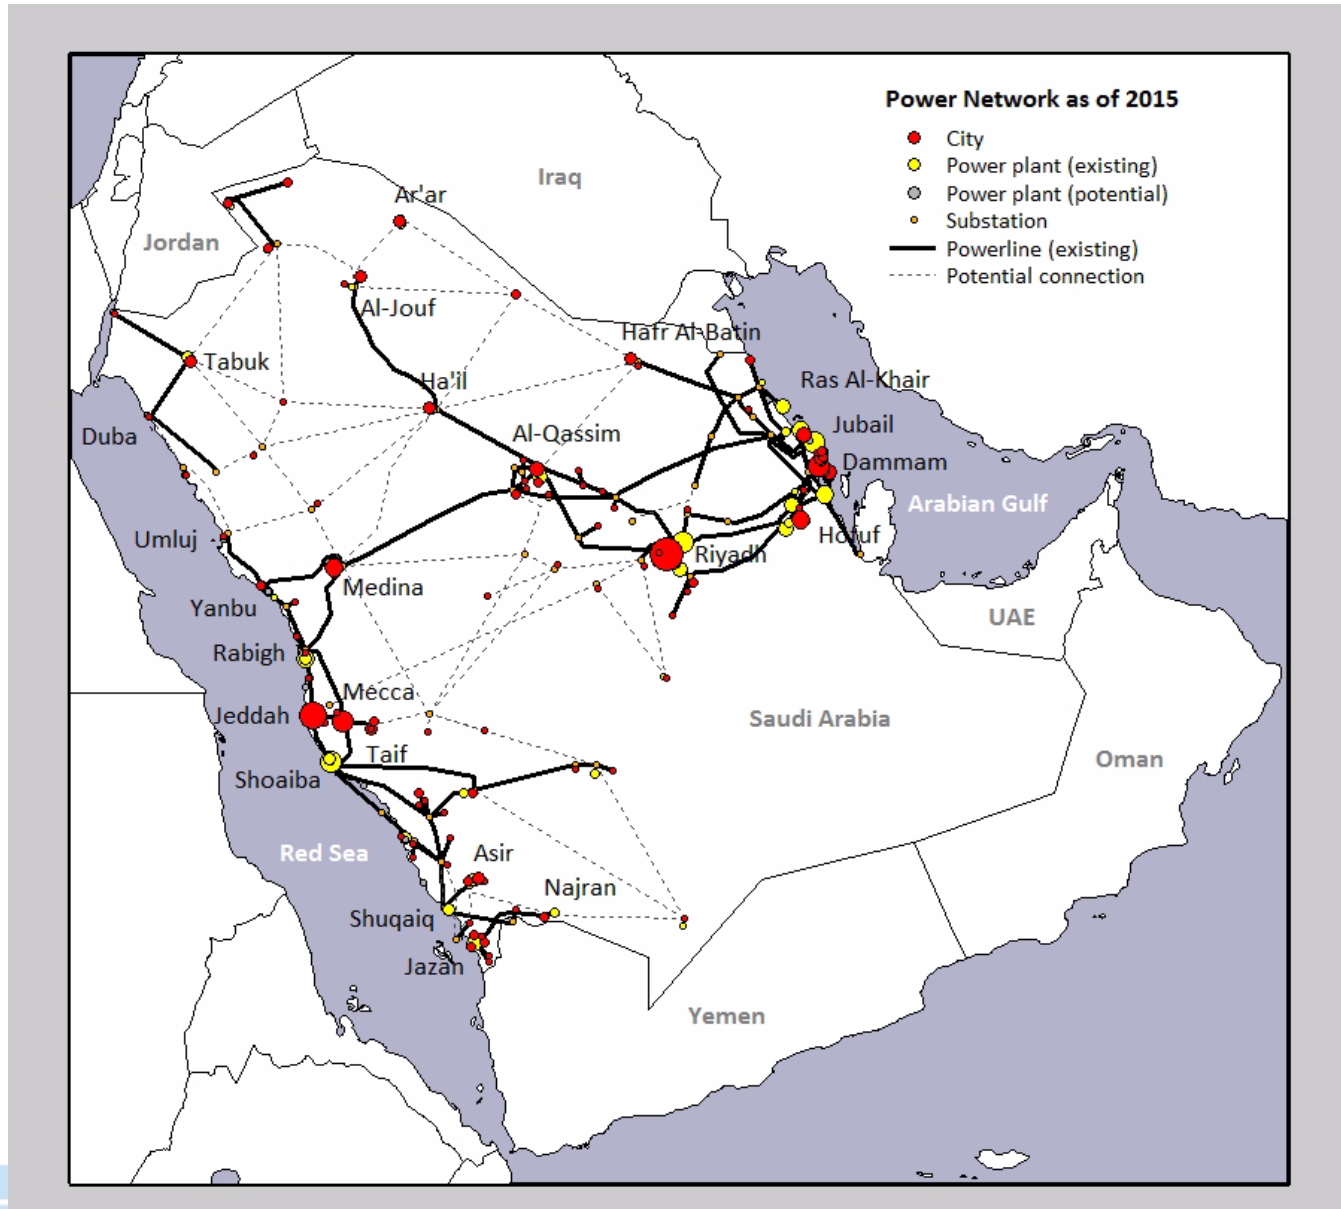 Power Network as of 2015
City
Power plant (existing)
Power plant (potential)
Substation
Powerline (existing)
Potential connection
Iraq
Ar'ar
Jordan
Al-Jouf
Hafr Al-Batin
Tabuk
Ha'il
Ras Al-Khair
Duba
Al-Qassim
Jubail
Dammam
Arabian Gulf
Umluj
Hofuf
Riyadh
Medina
Yanbu
UAE
Rabigh
Mecca
Jeddah
Saudi Arabia
Taif
Oman
Shoaiba
Red Sea
Asir
Najran
Shuqaiq
Jazan
Yemen